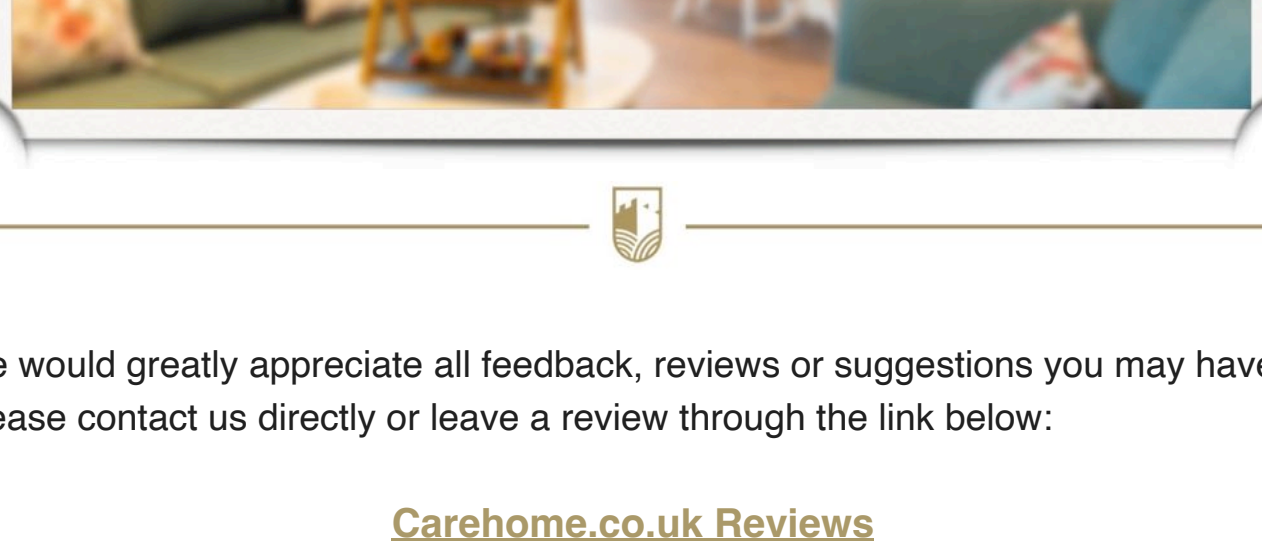 e would greatly appreciate all feedback, reviews or suggestions you may have
ease contact us directly or leave a review through the link below:
Carehome.co.uk Reviews